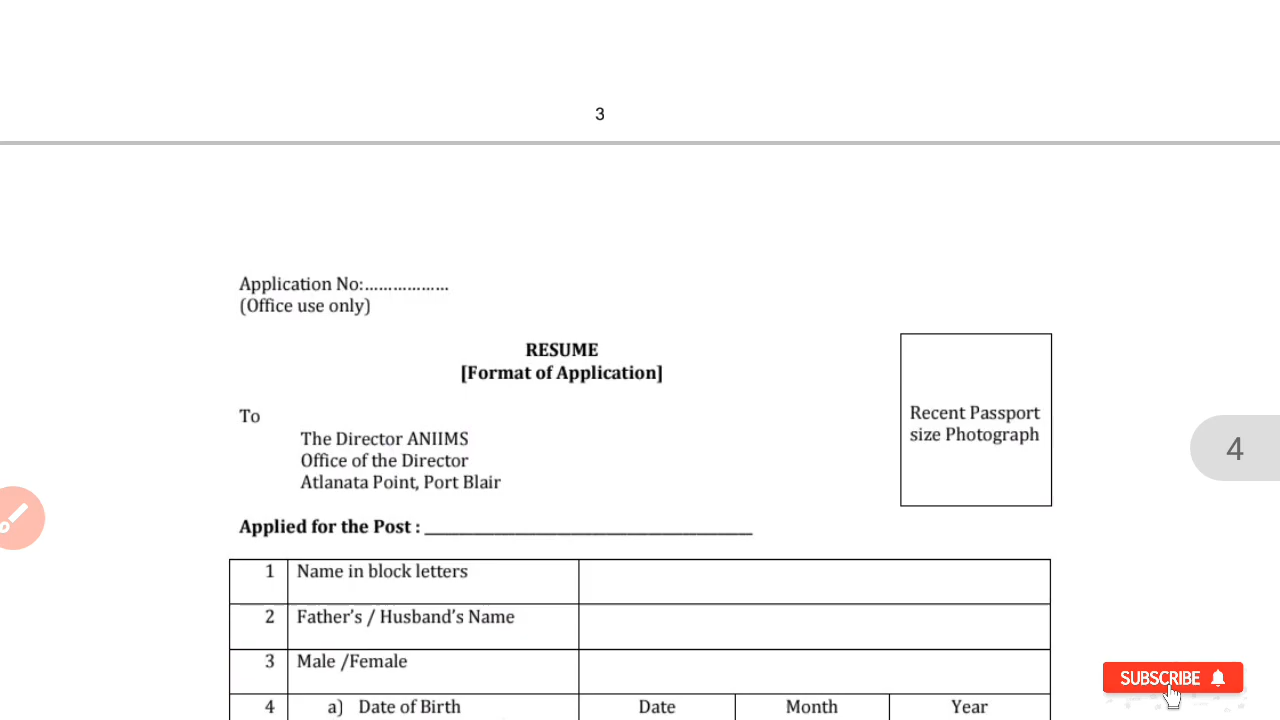 3
Application No:………………
(Office use only)
RESUME
[Format of Application]
To
The Director ANIIMS
Office of the Director
Atlanata Point, Port Blair
Recent Passport
size Photograph
4
Applied for the Post : ______________________________________
1 Name in block letters
2 Father's / Husband's Name
3 Male /Female
4 a) Date of Birth Date Month Year
SUBSCRIBE